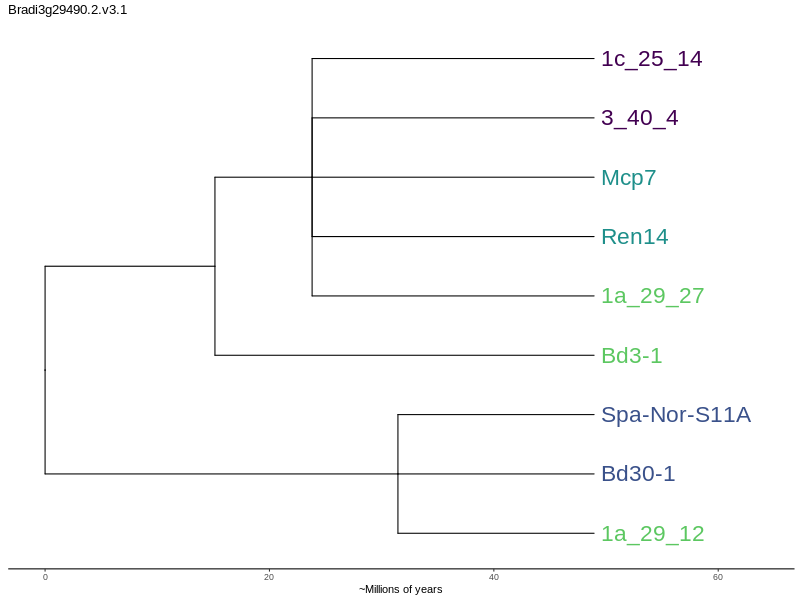 Bradi3g29490.2.v3.1
1c_25_14
3_40_4
Mcp7
Ren14
1a_29_27
Bd3-1
Spa-Nor-S11A
Bd30-1
1a_29_12
0 20 40 60
~Millions of years